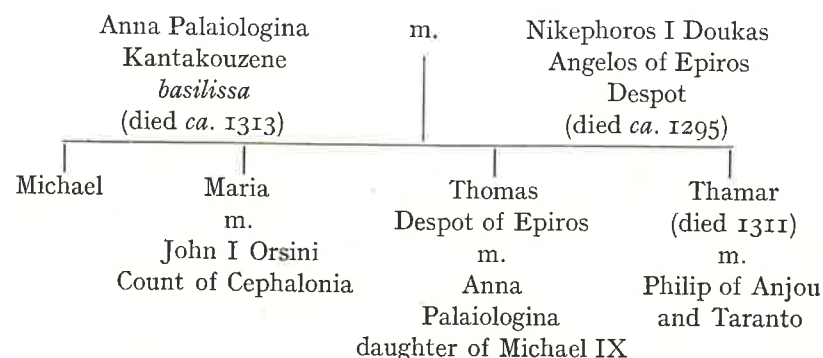 Anna Palaiologina
Kantakouzene
basilissa
(died ca. 1313)
m.
Nikephoros I Doukas
Angelos of Epiros
Despot
(died ca. 1295)
Michael
Maria
m.
John I Orsini
Count of Cephalonia
Thomas
Despot of Epiros
m.
Anna
Palaiologina
daughter of Michael IX
Thamar
(died 1311)
m.
Philip of Anjou
and Taranto